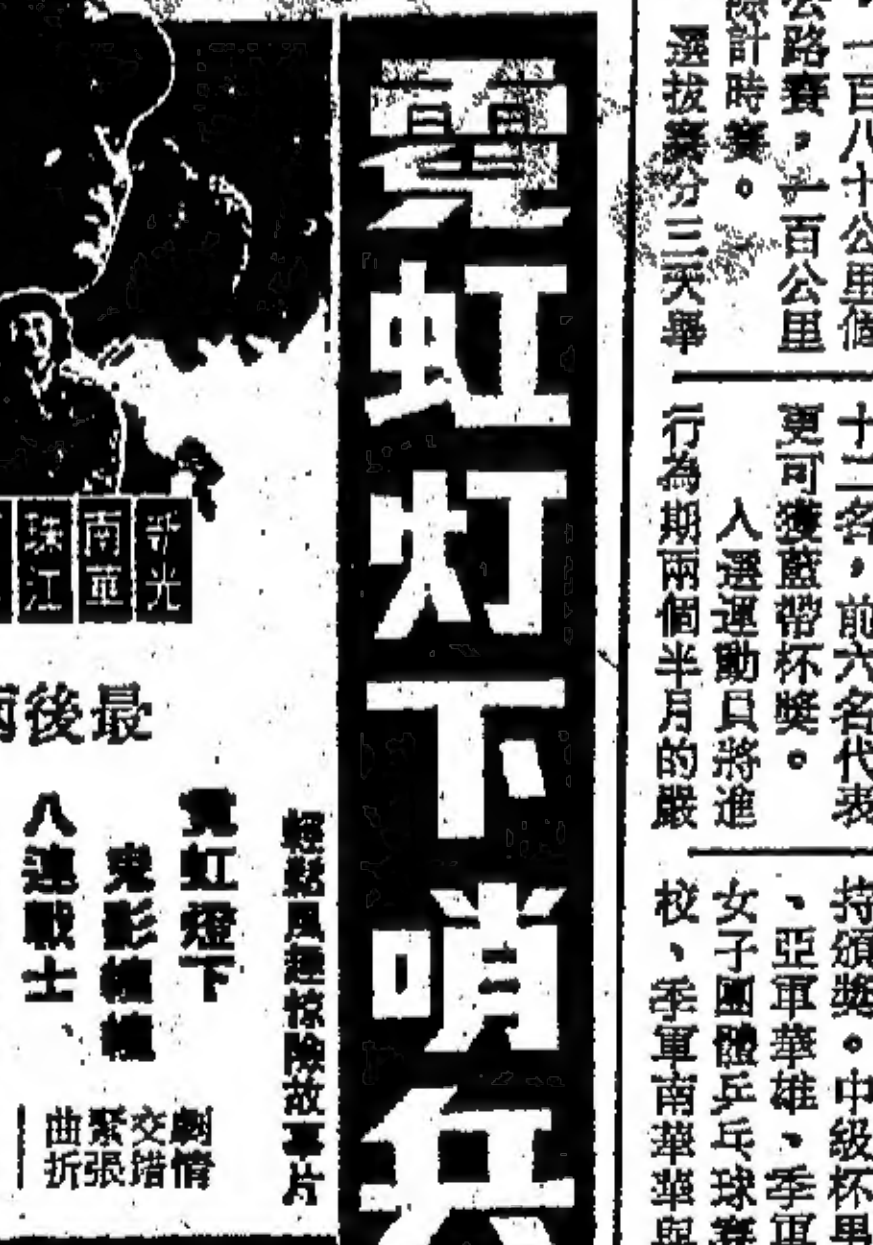 一百八十公里個
公路賽,一百公里
際計時賽。
選拔賽分三天舉
十二名,前六名代表
更可獲藍帶杯獎。
入選運動員將進
行為期兩個半月的嚴
持頒獎。中級杯男
、亞軍華雄、季軍
女子團體乒乓球賽
校、季軍南華
霓虹灯下哨兵
新光
南華
珠江
最後兩
輕鬆風趣惊險故事片
霓虹燈下
鬼影幢幢
八連戰士、
劇情
交錯
緊張
曲折